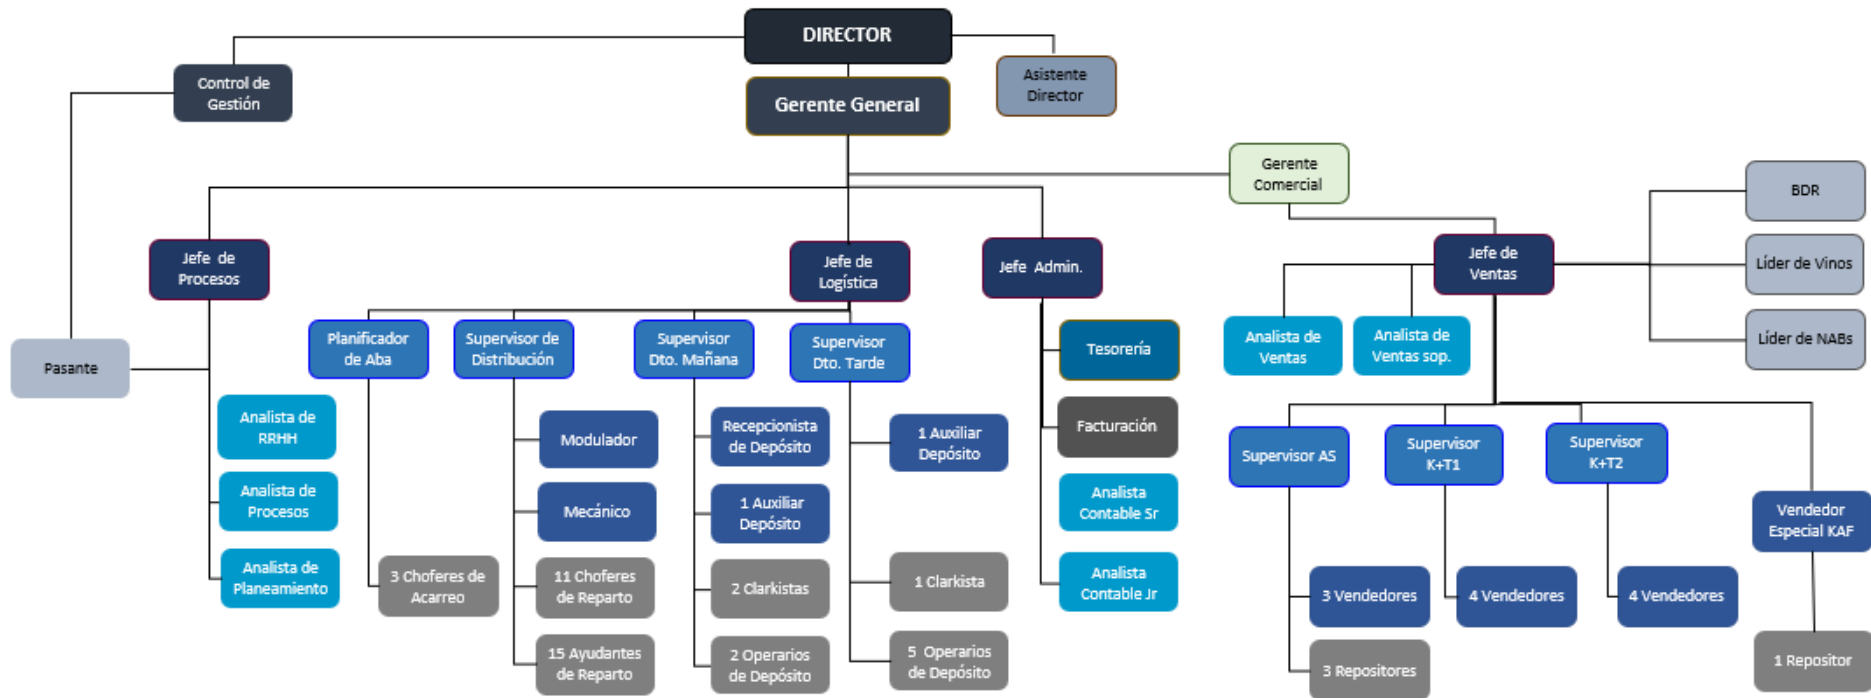 DIRECTOR
Control de
Gestión
Asistente
Director
Gerente General
Gerente
Comercial
BDR
Jefe de
Procesos
Jefe de
Logística
Jefe Admin.
Jefe de
Ventas
Líder de Vinos
Líder de NABs
Pasante
Planificador
de Aba
Supervisor de
Distribución
Supervisor
Dto. Mañana
Supervisor
Dto. Tarde
Tesorería
Analista de
Ventas
Analista de
Ventas sop.
Analista de
RRHH
Modulador
Recepcionista
de Depósito
1 Auxiliar
Depósito
Facturación
Supervisor AS
Supervisor
K+T1
Supervisor
K+T2
Analista de
Procesos
Mecánico
1 Auxiliar
Depósito
Analista
Contable Sr
Vendedor
Especial KAF
Analista de
Planeamiento
3 Choferes de
Acarreo
11 Choferes
de Reparto
2 Clarkistas
1 Clarkista
Analista
Contable Jr
3 Vendedores
4 Vendedores
4 Vendedores
15 Ayudantes
de Reparto
2 Operarios
de Depósito
5 Operarios
de Depósito
3 Repositores
1 Repositor